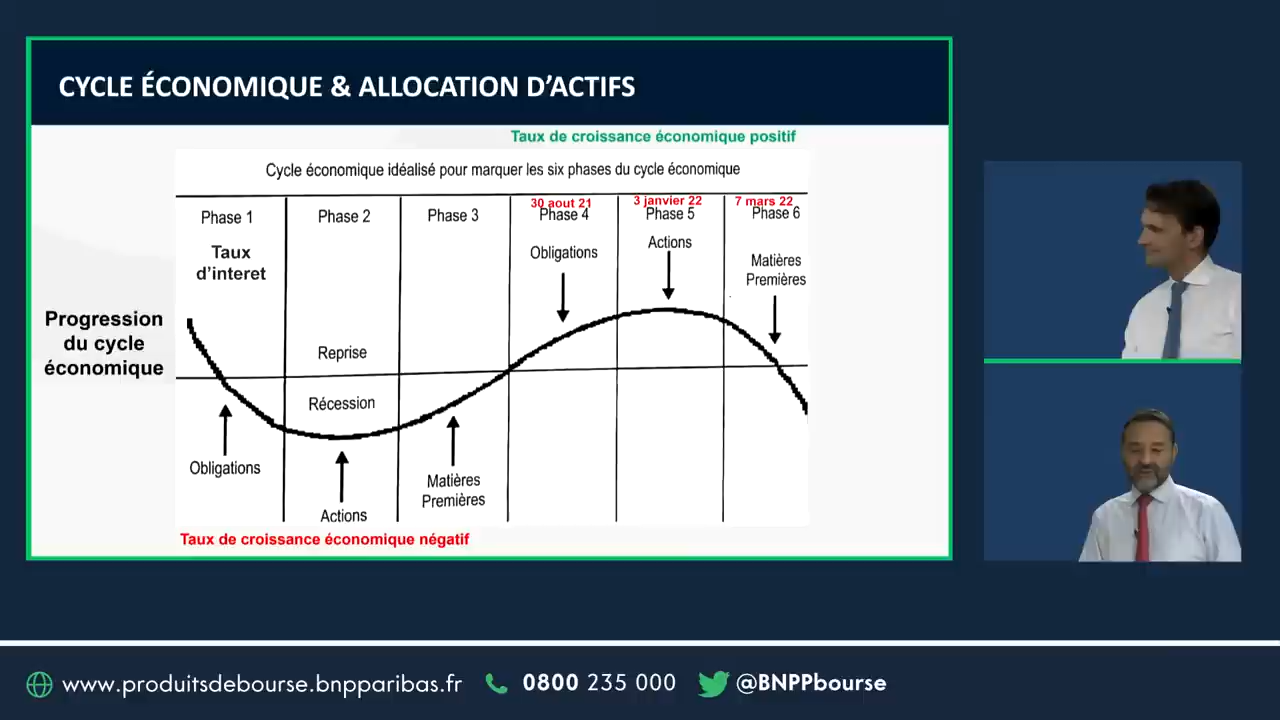 CYCLE ÉCONOMIQUE & ALLOCATION D'ACTIFS
Taux de croissance économique positif
Cycle économique idéalisé pour marquer les six phases du cycle économique
30 aout 21
3 janvier 22
7 mars 22
Phase 1
Phase 2
Phase 3
Phase 4
Phase 5
Phase 6
Taux
d'interet
Obligations
Actions
Matières
Premières
Progression
du cycle
économique
Reprise
Récession
Obligations
Actions
Matières
Premières
Taux de croissance économique négatif
www.produitsdebourse.bnpparibas.fr
0800 235 000
@BNPPbourse